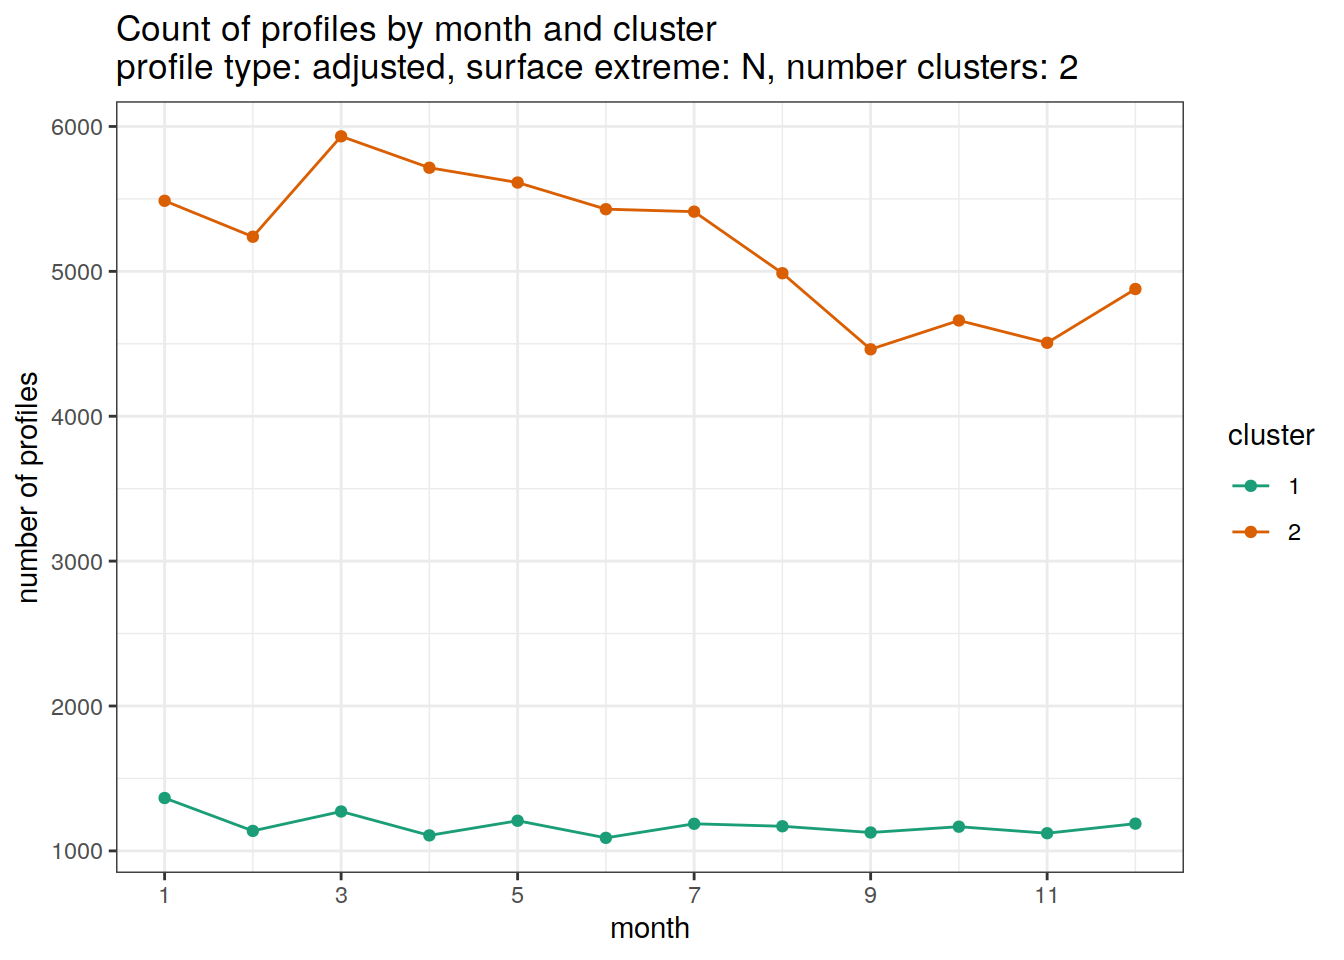 Count of profiles by month and cluster
profile type: adjusted, surface extreme: N, number clusters: 2
6000
5000
4000
3000
2000
1000
number of profiles
1 3 5 7 9 11
month
cluster
1
2